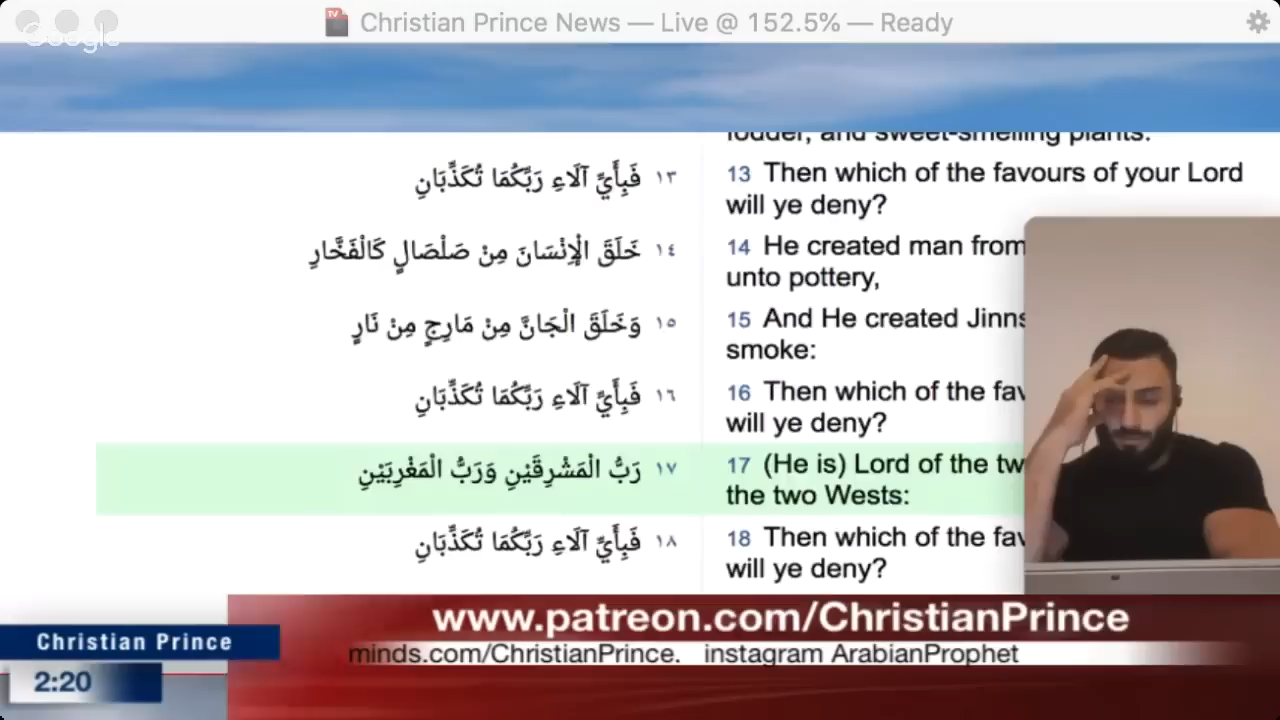 Christian Prince News — Live @ 152.5% — Ready
Google
fodder, and sweet-smelling plants.
١٣ فَبِأَيِّ آلَاءِ رَبِّكُمَا تُكَذِّبَانِ
13 Then which of the favours of your Lord
will ye deny?
١٤ خَلَقَ الْإِنْسَانَ مِنْ صَلْصَالٍ كَالْفَخَّارِ
14 He created man from
unto pottery,
١٥ وَخَلَقَ الْجَانَّ مِنْ مَارِجٍ مِنْ نَارٍ
15 And He created Jinns
smoke:
١٦ فَبِأَيِّ آلَاءِ رَبِّكُمَا تُكَذِّبَانِ
16 Then which of the fav
will ye deny?
١٧ رَبُّ الْمَشْرِقَيْنِ وَرَبُّ الْمَغْرِبَيْنِ
17 (He is) Lord of the tw
the two Wests:
١٨ فَبِأَيِّ آلَاءِ رَبِّكُمَا تُكَذِّبَانِ
18 Then which of the fav
will ye deny?
www.patreon.com/ChristianPrince
Christian Prince
minds.com/ChristianPrince. instagram ArabianProphet
2:20